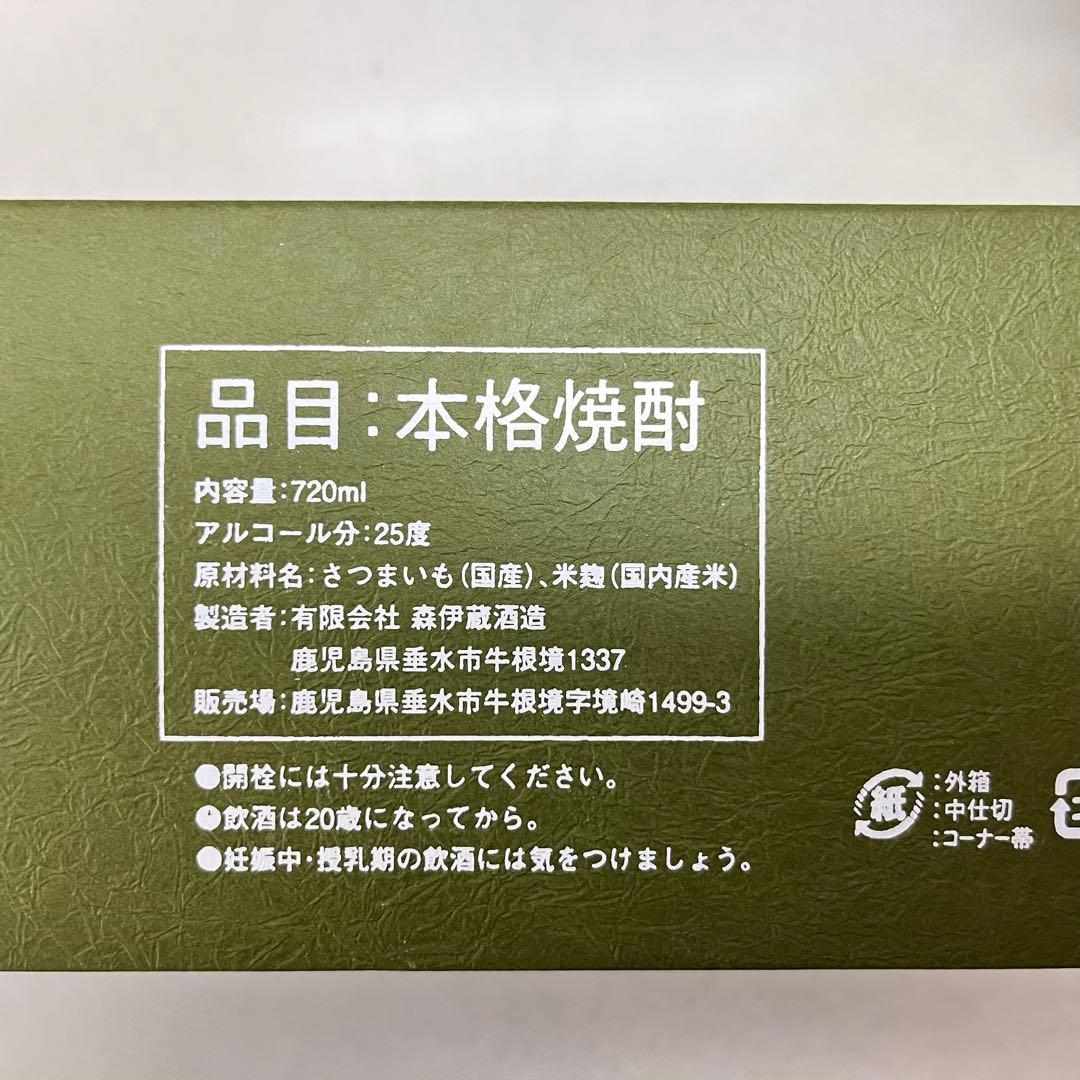 品目：本格焼酎
内容量：720ml
アルコール分：25度
原材料名：さつまいも（国産）、米麹（国内産米）
製造者：有限会社 森伊蔵酒造
鹿児島県垂水市牛根境1337
販売場：鹿児島県垂水市牛根境字境崎1499-3
●開栓には十分注意してください。
●飲酒は20歳になってから。
●妊娠中・授乳期の飲酒には気をつけましょう。
紙
：外箱
：中仕切
：コーナー帯